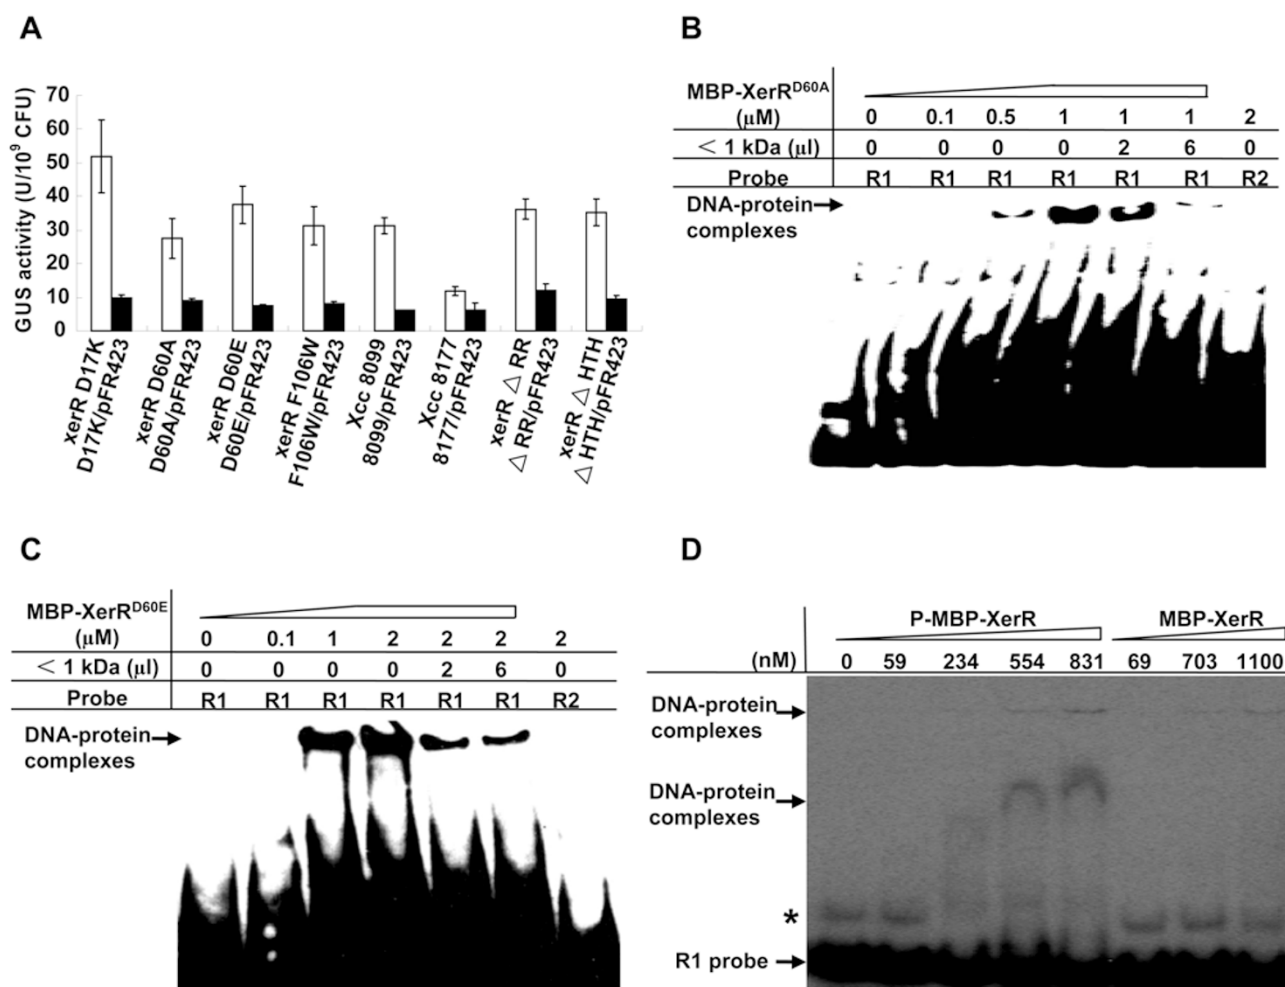 A
GUS activity (U/10⁹ CFU)
70
60
50
40
30
20
10
0
xerR D17K
D17K/pFR423
xerR D60A
D60A/pFR423
xerR D60E
D60E/pFR423
xerR F106W
F106W/pFR423
Xcc 8099
8099/pFR423
Xcc 8177
8177/pFR423
xerR △ RR
△ RR/pFR423
xerR △ HTH
△ HTH/pFR423
B
MBP-XerR^D60A
(μM) 0 0.1 0.5 1 1 1 2
< 1 kDa (μl) 0 0 0 0 2 6 0
Probe R1 R1 R1 R1 R1 R1 R2
DNA-protein
complexes
C
MBP-XerR^D60E
(μM) 0 0.1 1 2 2 2 2
< 1 kDa (μl) 0 0 0 0 2 6 0
Probe R1 R1 R1 R1 R1 R1 R2
DNA-protein
complexes
D
P-MBP-XerR MBP-XerR
(nM) 0 59 234 554 831 69 703 1100
DNA-protein
complexes
DNA-protein
complexes
*
R1 probe